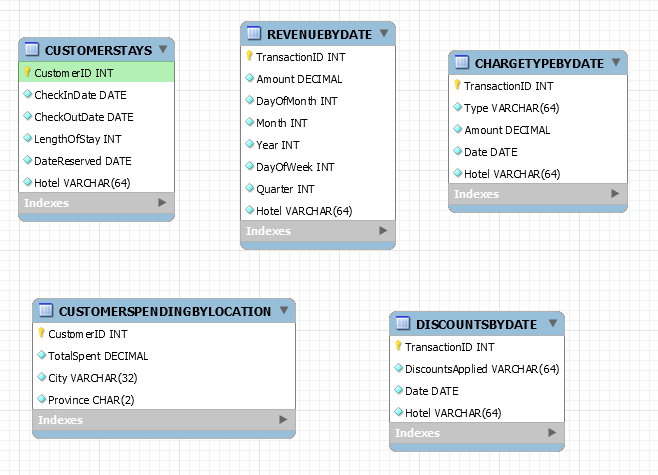 CUSTOMERSTAYS
CustomerID INT
CheckInDate DATE
CheckOutDate DATE
LengthOfStay INT
DateReserved DATE
Hotel VARCHAR(64)
Indexes
REVENUEBYDATE
TransactionID INT
Amount DECIMAL
DayOfMonth INT
Month INT
Year INT
DayOfWeek INT
Quarter INT
Hotel VARCHAR(64)
Indexes
CHARGETYPEBYDATE
TransactionID INT
Type VARCHAR(64)
Amount DECIMAL
Date DATE
Hotel VARCHAR(64)
Indexes
CUSTOMERSPENDINGBYLOCATION
CustomerID INT
TotalSpent DECIMAL
City VARCHAR(32)
Province CHAR(2)
Indexes
DISCOUNTSBYDATE
TransactionID INT
DiscountsApplied VARCHAR(64)
Date DATE
Hotel VARCHAR(64)
Indexes